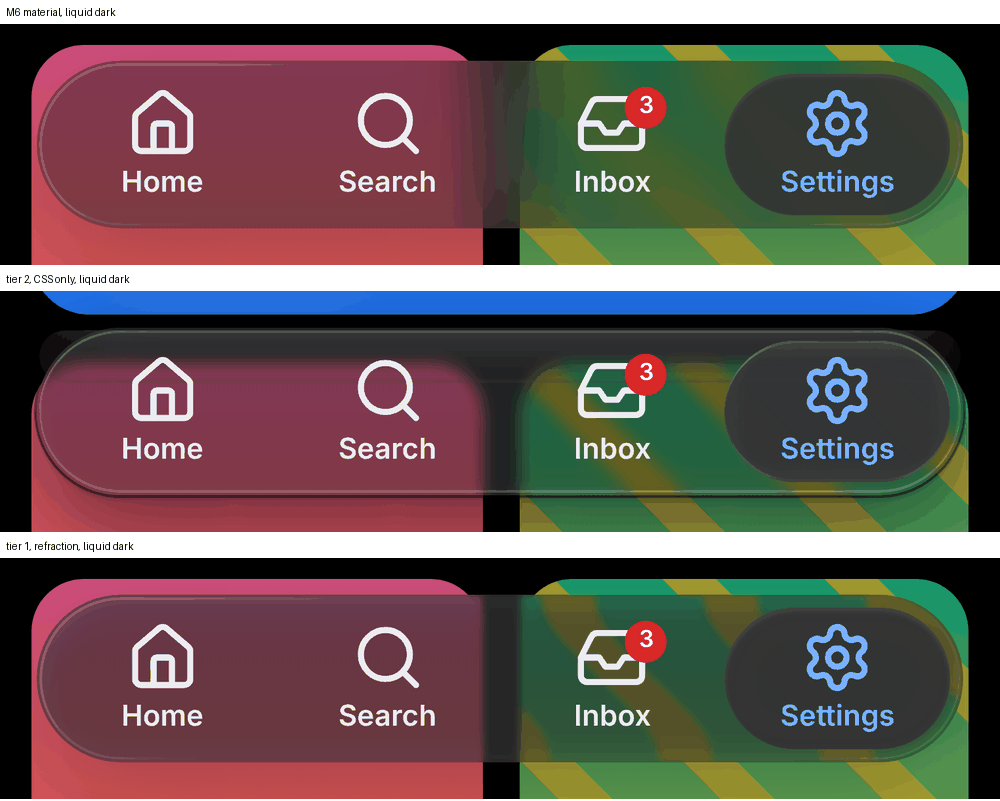 M6 material, liquid dark
3
Home Search Inbox Settings
tier 2, CSS only, liquid dark
3
Home Search Inbox Settings
tier 1, refraction, liquid dark
3
Home Search Inbox Settings